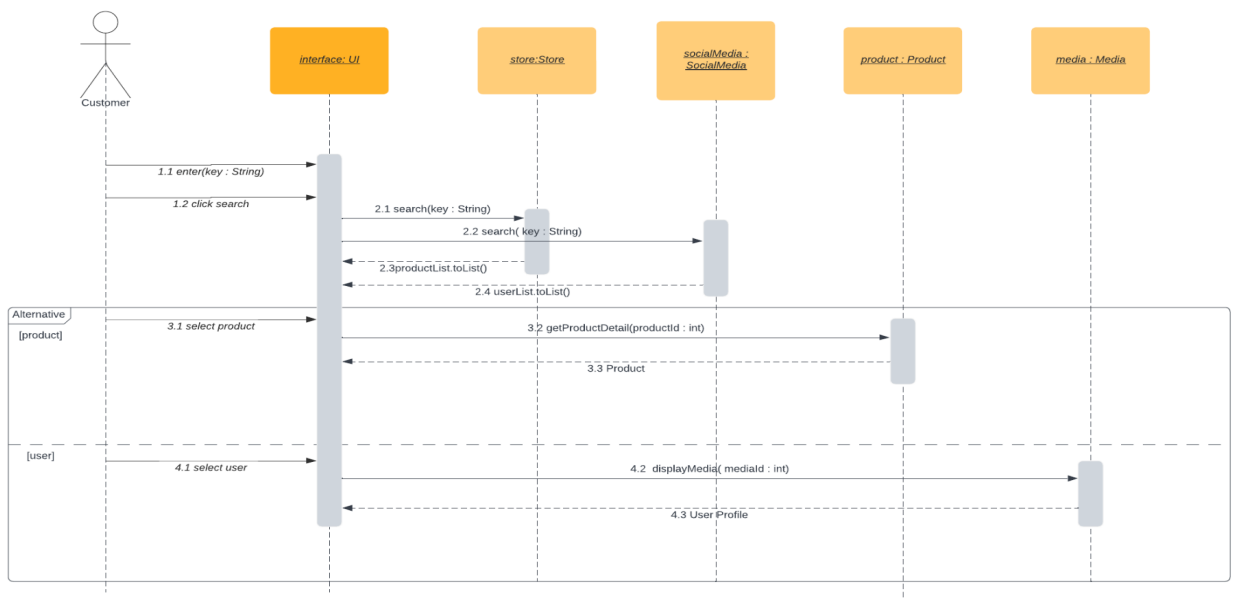 Customer
interface: UI
store:Store
socialMedia :
SocialMedia
product : Product
media : Media
1.1 enter(key : String)
1.2 click search
2.1 search(key : String)
2.2 search( key : String)
2.3productList.toList()
2.4 userList.toList()
Alternative
[product]
3.1 select product
3.2 getProductDetail(productId : int)
3.3 Product
[user]
4.1 select user
4.2 displayMedia( mediaId : int)
4.3 User Profile